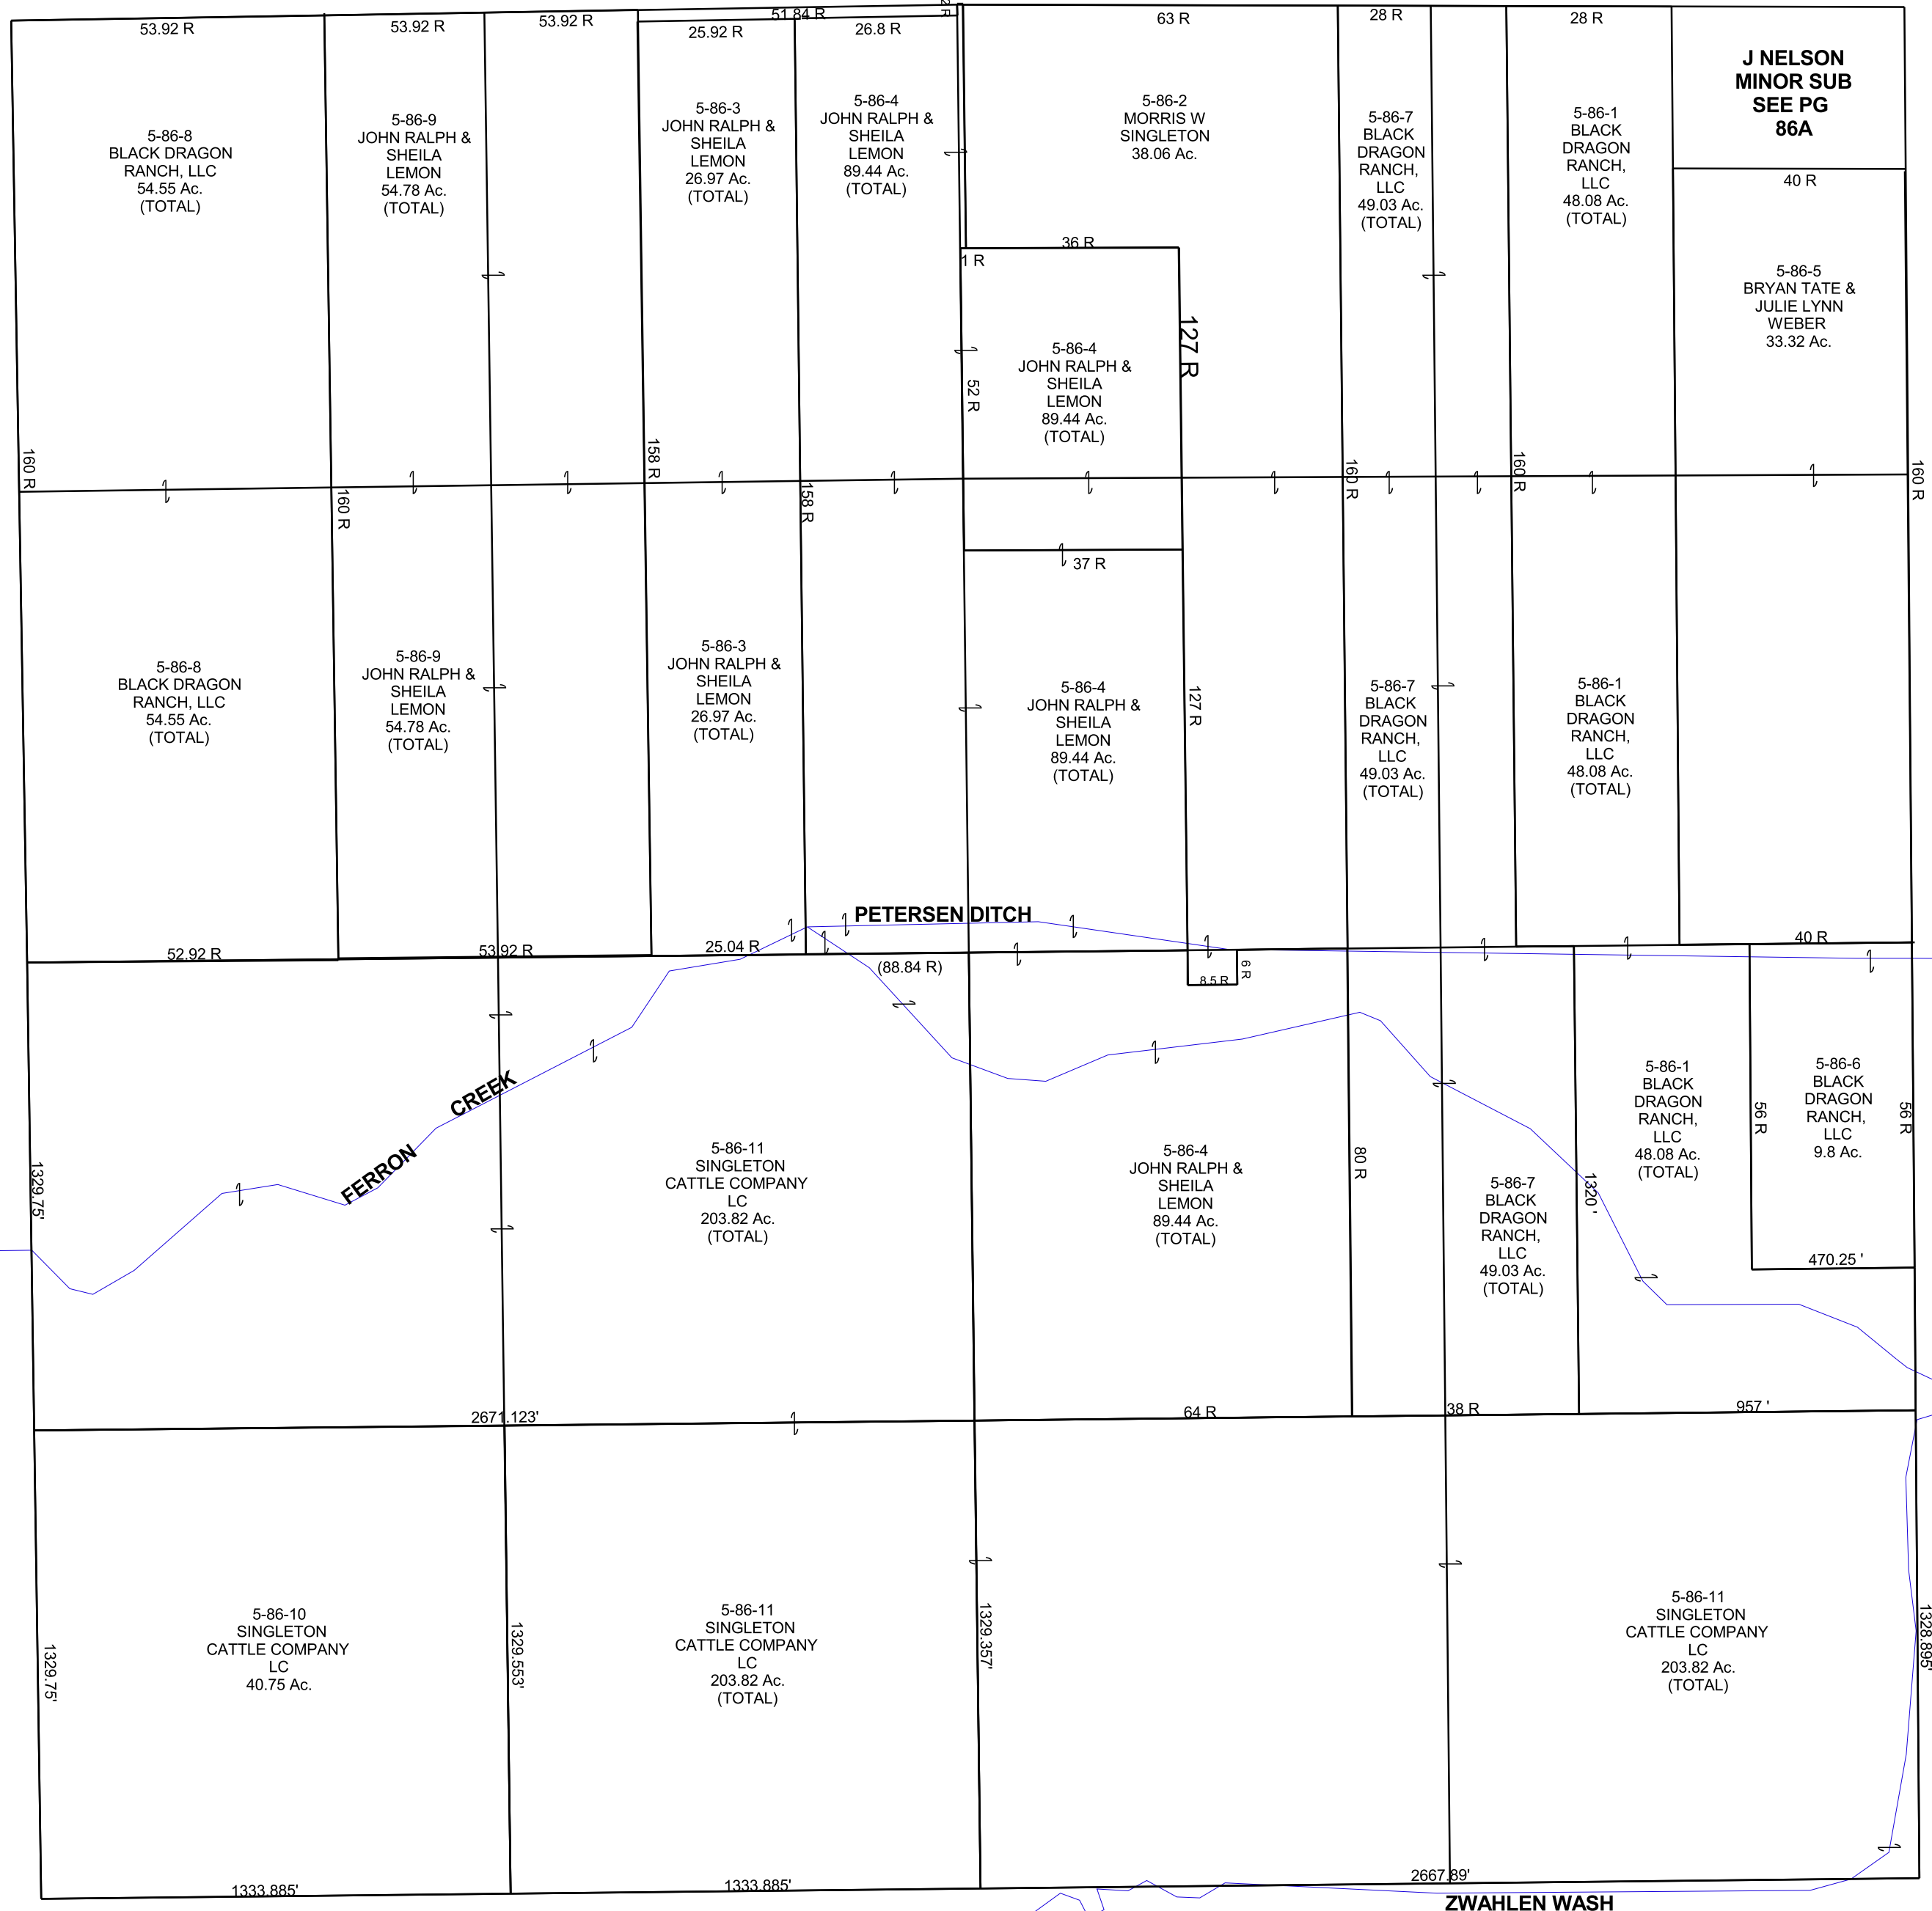 53.92 R
53.92 R
53.92 R
51.84 R
2 R
25.92 R
26.8 R
63 R
28 R
28 R
J NELSON
MINOR SUB
SEE PG
86A
40 R
5-86-8
BLACK DRAGON
RANCH, LLC
54.55 Ac.
(TOTAL)
5-86-9
JOHN RALPH &
SHEILA
LEMON
54.78 Ac.
(TOTAL)
5-86-3
JOHN RALPH &
SHEILA
LEMON
26.97 Ac.
(TOTAL)
5-86-4
JOHN RALPH &
SHEILA
LEMON
89.44 Ac.
(TOTAL)
5-86-2
MORRIS W
SINGLETON
38.06 Ac.
5-86-7
BLACK
DRAGON
RANCH,
LLC
49.03 Ac.
(TOTAL)
5-86-1
BLACK
DRAGON
RANCH,
LLC
48.08 Ac.
(TOTAL)
5-86-5
BRYAN TATE &
JULIE LYNN
WEBER
33.32 Ac.
36 R
1 R
127 R
52 R
5-86-4
JOHN RALPH &
SHEILA
LEMON
89.44 Ac.
(TOTAL)
160 R
160 R
158 R
158 R
160 R
160 R
160 R
37 R
5-86-8
BLACK DRAGON
RANCH, LLC
54.55 Ac.
(TOTAL)
5-86-9
JOHN RALPH &
SHEILA
LEMON
54.78 Ac.
(TOTAL)
5-86-3
JOHN RALPH &
SHEILA
LEMON
26.97 Ac.
(TOTAL)
5-86-4
JOHN RALPH &
SHEILA
LEMON
89.44 Ac.
(TOTAL)
127 R
5-86-7
BLACK
DRAGON
RANCH,
LLC
49.03 Ac.
(TOTAL)
5-86-1
BLACK
DRAGON
RANCH,
LLC
48.08 Ac.
(TOTAL)
PETERSEN DITCH
52.92 R
53.92 R
25.04 R
(88.84 R)
8.5 R
6 R
40 R
FERRON
CREEK
1329.75'
5-86-11
SINGLETON
CATTLE COMPANY
LC
203.82 Ac.
(TOTAL)
5-86-4
JOHN RALPH &
SHEILA
LEMON
89.44 Ac.
(TOTAL)
80 R
5-86-7
BLACK
DRAGON
RANCH,
LLC
49.03 Ac.
(TOTAL)
1320 '
5-86-1
BLACK
DRAGON
RANCH,
LLC
48.08 Ac.
(TOTAL)
56 R
5-86-6
BLACK
DRAGON
RANCH,
LLC
9.8 Ac.
56 R
470.25 '
2671.123'
64 R
38 R
957 '
1329.75'
5-86-10
SINGLETON
CATTLE COMPANY
LC
40.75 Ac.
1329.553'
5-86-11
SINGLETON
CATTLE COMPANY
LC
203.82 Ac.
(TOTAL)
1329.357'
5-86-11
SINGLETON
CATTLE COMPANY
LC
203.82 Ac.
(TOTAL)
1328.895'
1333.885'
1333.885'
2667.89'
ZWAHLEN WASH